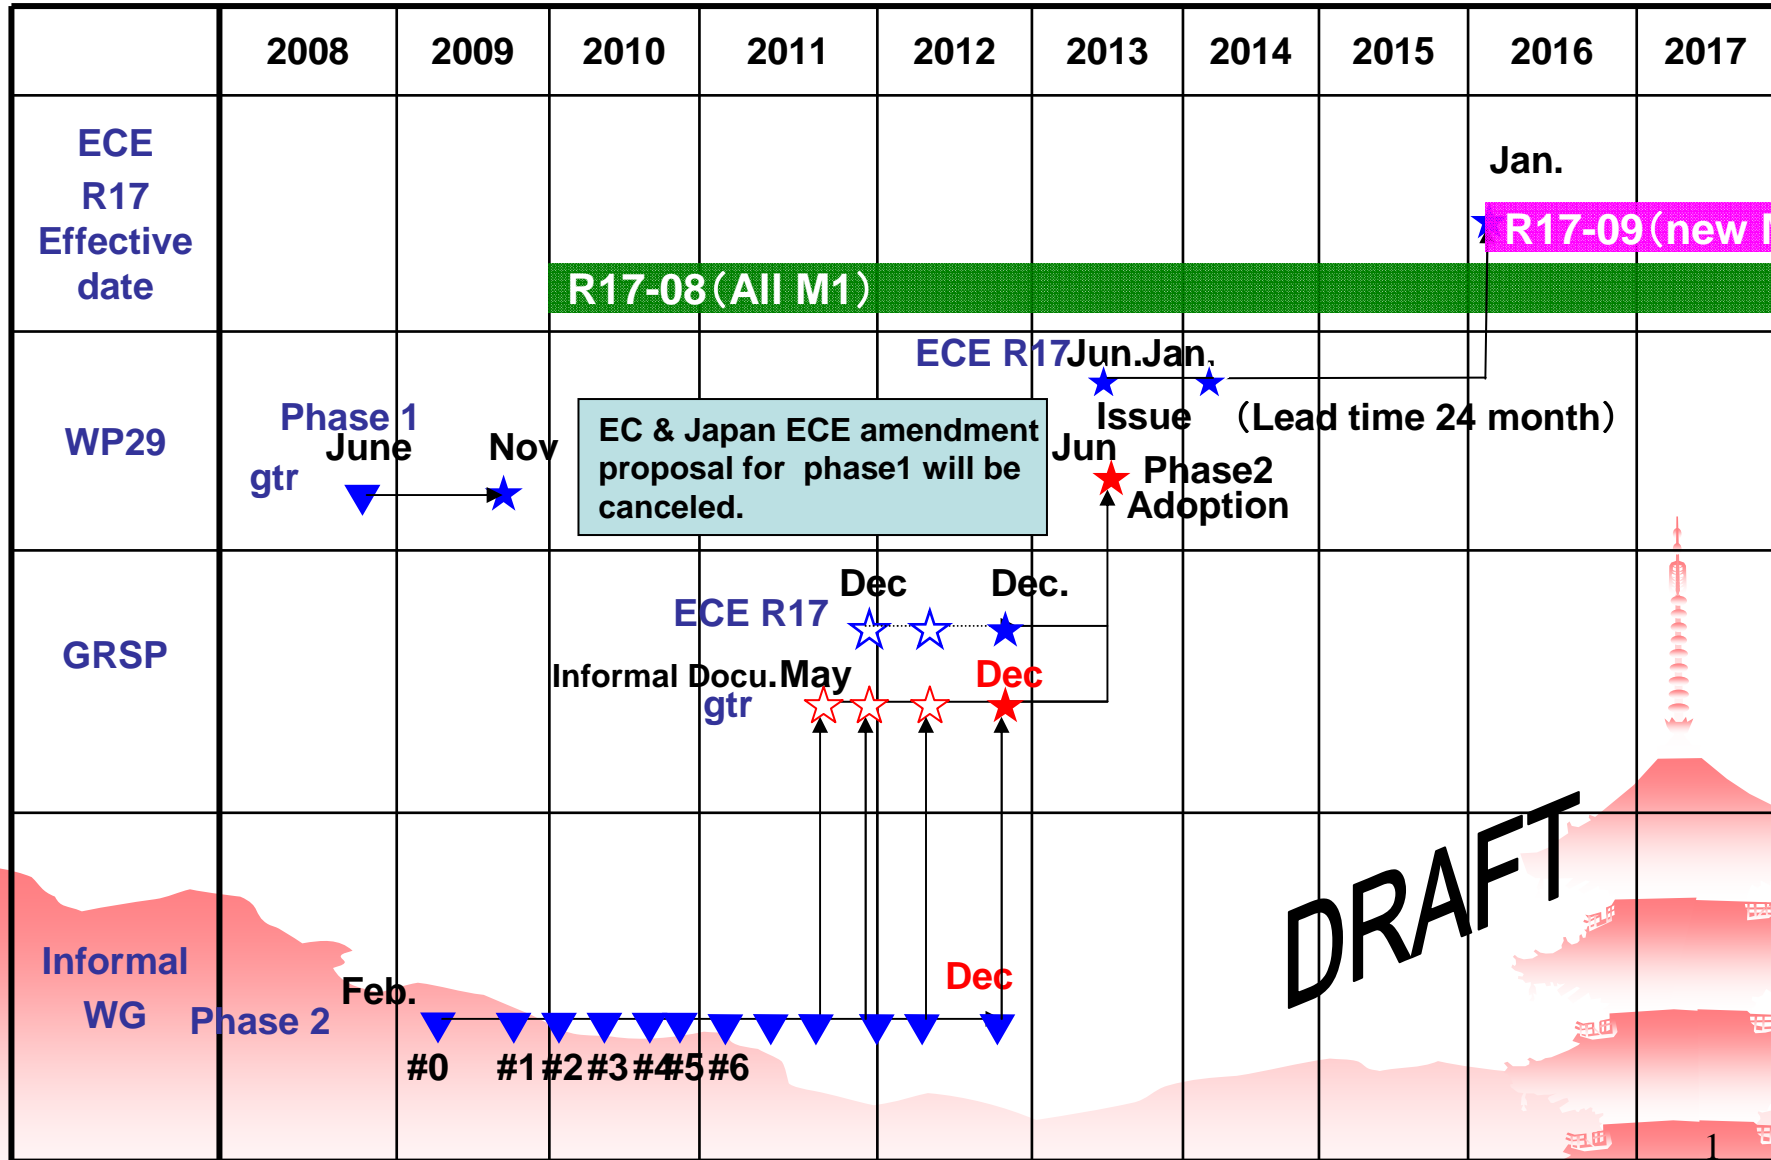 2008 2009 2010 2011 2012 2013 2014 2015 2016 2017
ECE
R17
Effective
date
Jan.
R17-09（new
R17-08（All M1）
WP29
ECE R17 Jun. Jan.
Issue （Lead time 24 month）
Phase 1
June Nov
gtr
EC & Japan ECE amendment
proposal for phase1 will be
canceled.
Jun
Phase2
Adoption
GRSP
Dec Dec.
ECE R17
Informal Docu. May Dec
gtr
Informal
WG
Phase 2
Feb.
Dec
#0 #1 #2 #3 #4 #5 #6
DRAFT
1